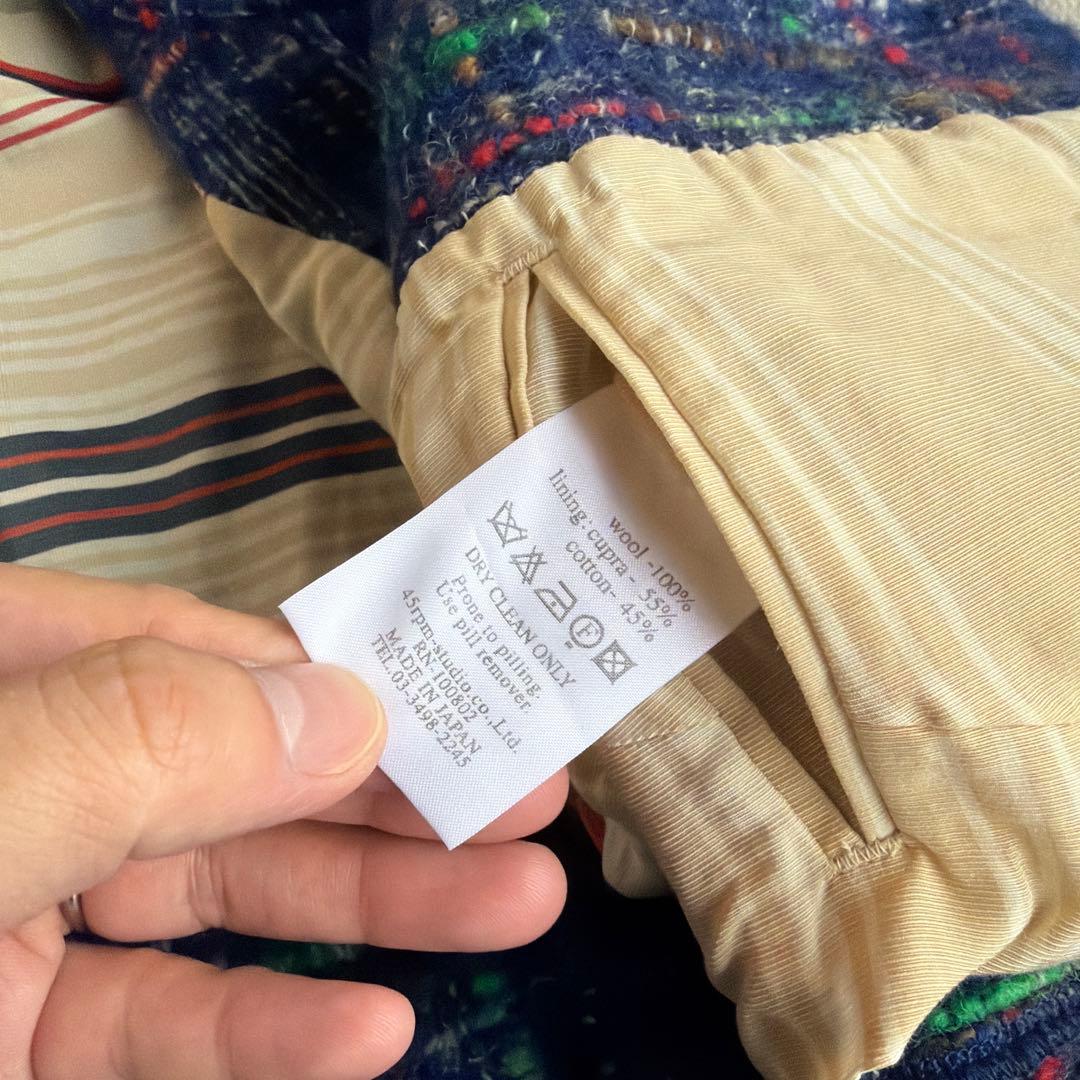 wool -100%
lining: cupra - 55%
cotton- 45%
F
DRY CLEAN ONLY
Prone to pilling.
Use pill remover.
45rpm-studio.co.,Ltd.
RN-100802
MADE IN JAPAN
TEL.03-3498-2245